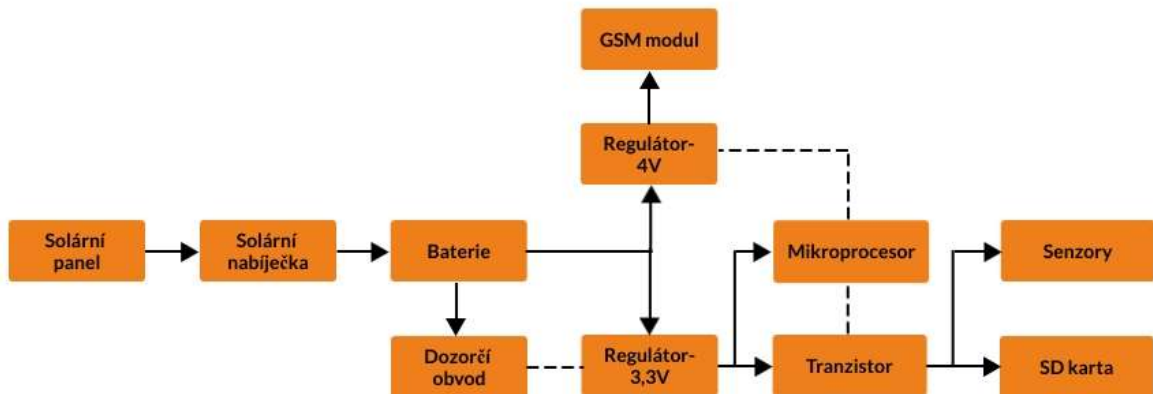 GSM modul
Regulátor-
4V
Solární
panel
Solární
nabíječka
Baterie
Mikroprocesor
Senzory
Dozorčí
obvod
Regulátor-
3,3V
Tranzistor
SD karta